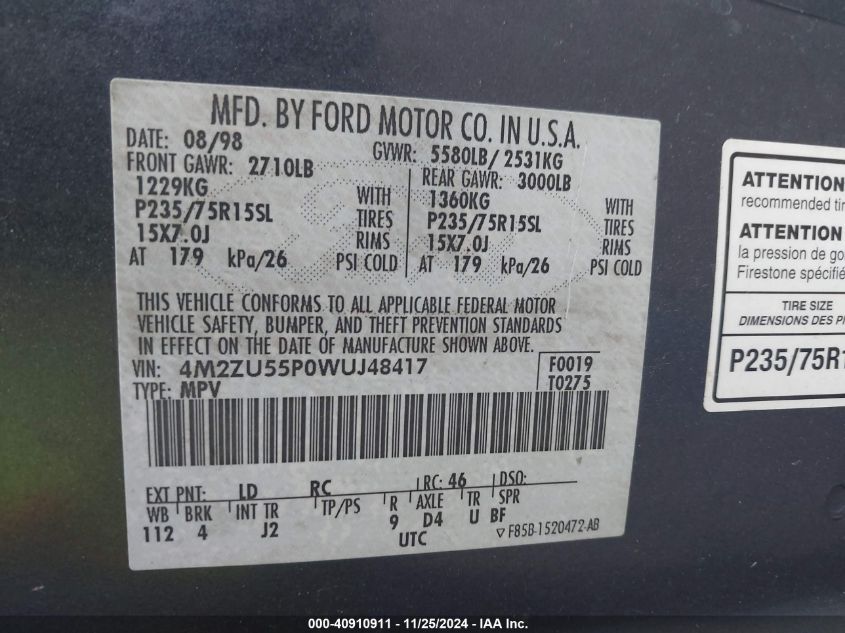 MFD. BY FORD MOTOR CO. IN U.S.A.
DATE: 08/98 GVWR: 5580LB/ 2531KG
FRONT GAWR: 2710LB REAR GAWR: 3000LB
1229KG WITH 1360KG WITH
P235/75R15SL TIRES P235/75R15SL TIRES
15X7.0J RIMS 15X7.0J RIMS
AT 179 kPa/26 PSI COLD AT 179 kPa/26 PSI COLD
THIS VEHICLE CONFORMS TO ALL APPLICABLE FEDERAL MOTOR
VEHICLE SAFETY, BUMPER, AND THEFT PREVENTION STANDARDS
IN EFFECT ON THE DATE OF MANUFACTURE SHOWN ABOVE.
VIN: 4M2ZU55P0WUJ48417 F0019
TYPE: MPV T0275
EXT PNT: LD RC RC: 46 DSO:
WB BRK INT TR TP/PS R AXLE TR SPR
112 4 J2 9 D4 U BF
UTC F85B-1520472-AB
ATTENTION
recommended tir
ATTENTION
la pression de go
Firestone spécifié
TIRE SIZE
DIMENSIONS DES P
P235/75R1
000-40910911 - 11/25/2024 - IAA Inc.